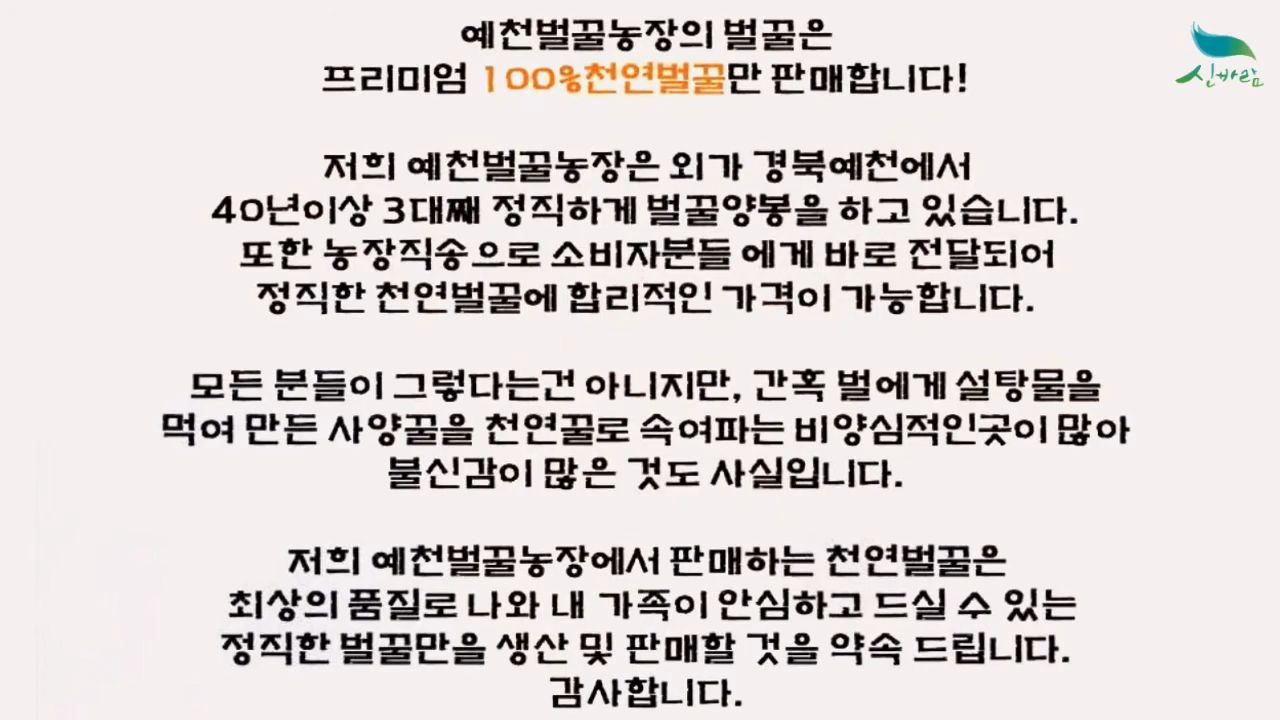 예천벌꿀농장의 벌꿀은
프리미엄 100%천연벌꿀만 판매합니다!
저희 예천벌꿀농장은 외가 경북예천에서
40년이상 3대째 정직하게 벌꿀양봉을 하고 있습니다.
또한 농장직송으로 소비자분들 에게 바로 전달되어
정직한 천연벌꿀에 합리적인 가격이 가능합니다.
모든 분들이 그렇다는건 아니지만, 간혹 벌에게 설탕물을
먹여 만든 사양꿀을 천연꿀로 속여파는 비양심적인곳이 많아
불신감이 많은 것도 사실입니다.
저희 예천벌꿀농장에서 판매하는 천연벌꿀은
최상의 품질로 나와 내 가족이 안심하고 드실 수 있는
정직한 벌꿀만을 생산 및 판매할 것을 약속 드립니다.
감사합니다.
신바람